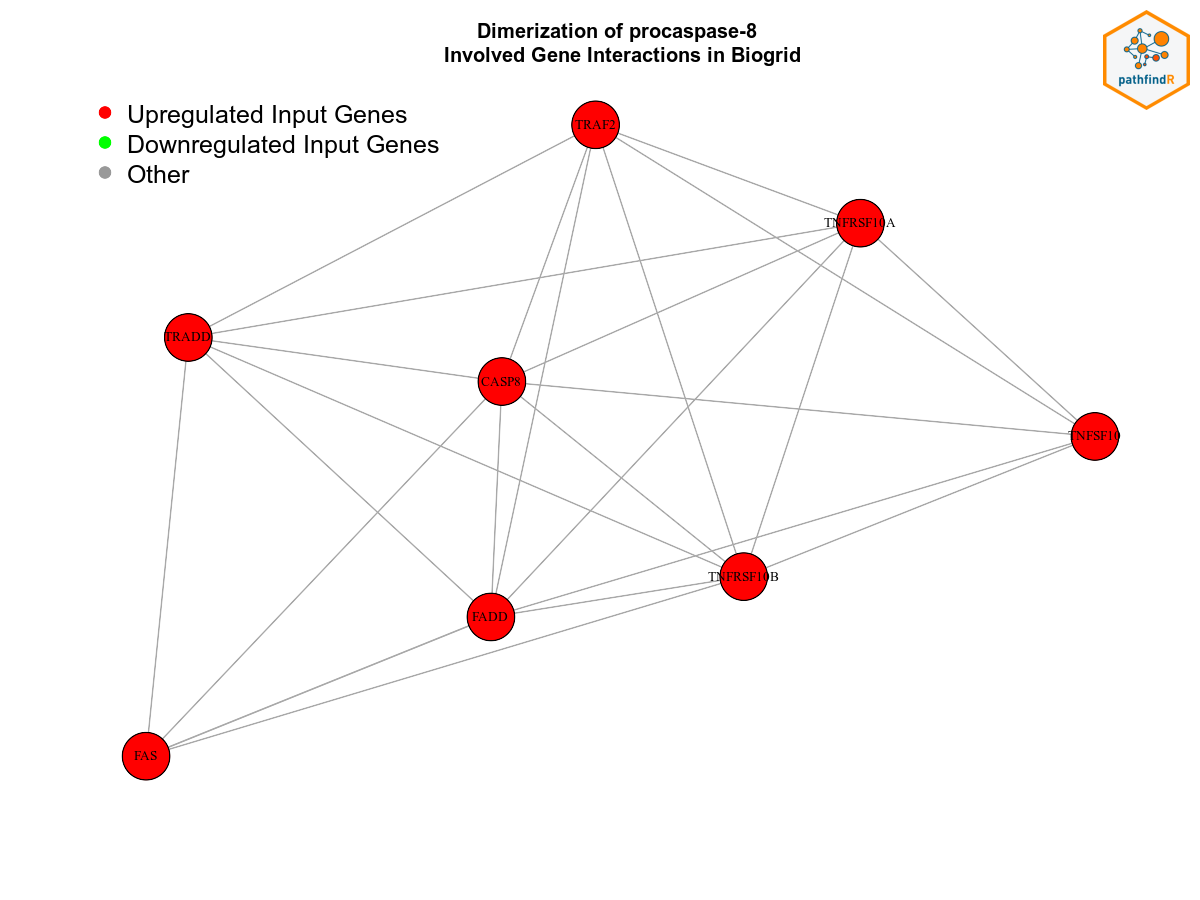 Dimerization of procaspase-8
Involved Gene Interactions in Biogrid
pathfindR
Upregulated Input Genes
Downregulated Input Genes
Other
TRAF2
TNFRSF10A
TRADD
CASP8
TNFSF10
TNFRSF10B
FADD
FAS